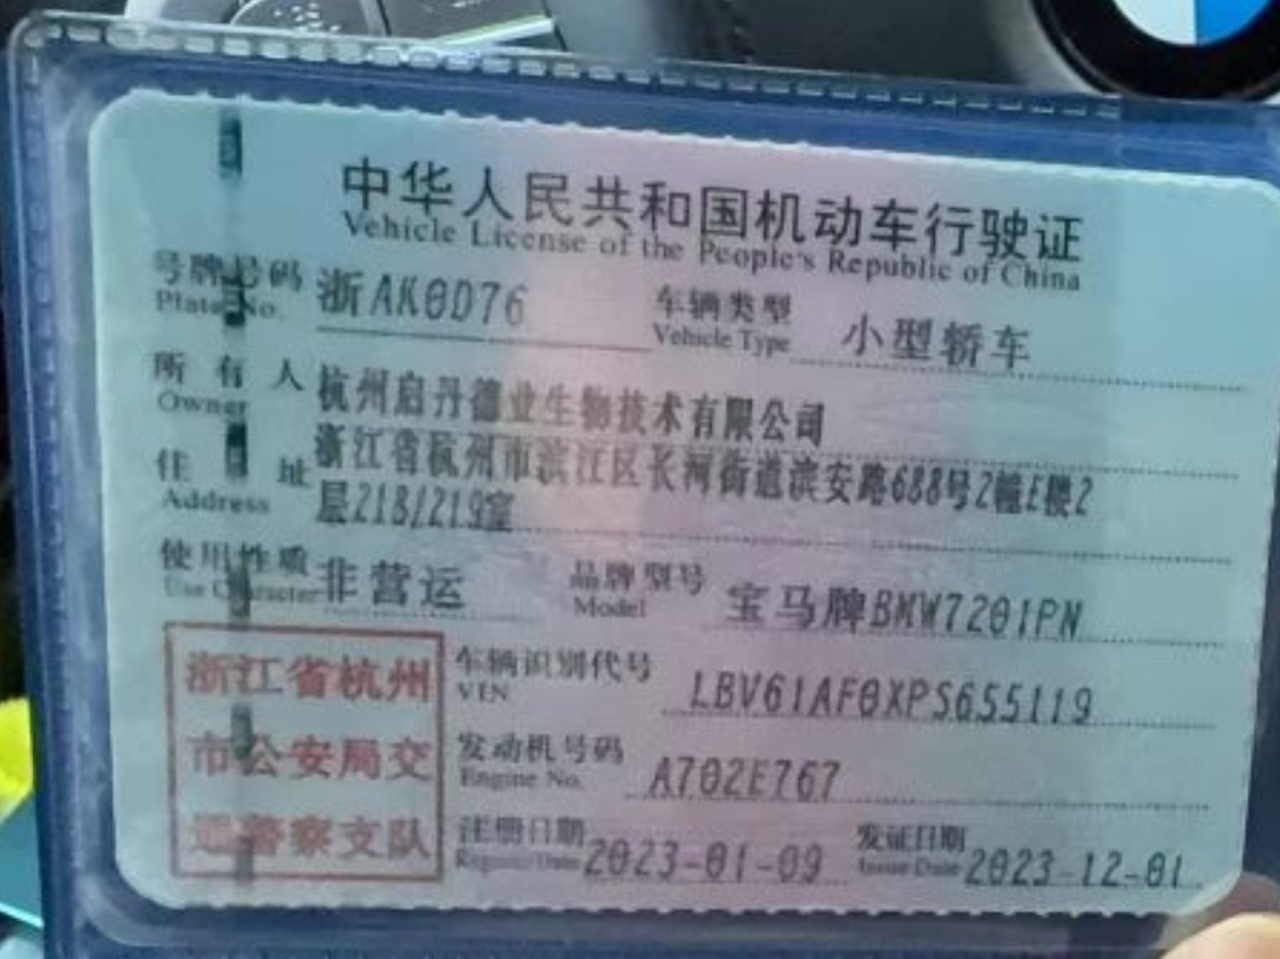 中华人民共和国机动车行驶证
Vehicle License of the People's Republic of China
号牌号码 浙AK0D76 车辆类型 小型轿车
Plate No. Vehicle Type
所有人 杭州启丹德业生物技术有限公司
Owner
住址 浙江省杭州市滨江区长河街道滨安路688号2幢E楼2
Address 层218/219室
使用性质 非营运 品牌型号 宝马牌BMW7201PN
Use Character Model
浙江省杭州
市公安局交
通警察支队
车辆识别代号 LBV61AF0XPS655119
VIN
发动机号码 A702E767
Engine No.
注册日期 2023-01-09 发证日期 2023-12-01
Register Date Issue Date